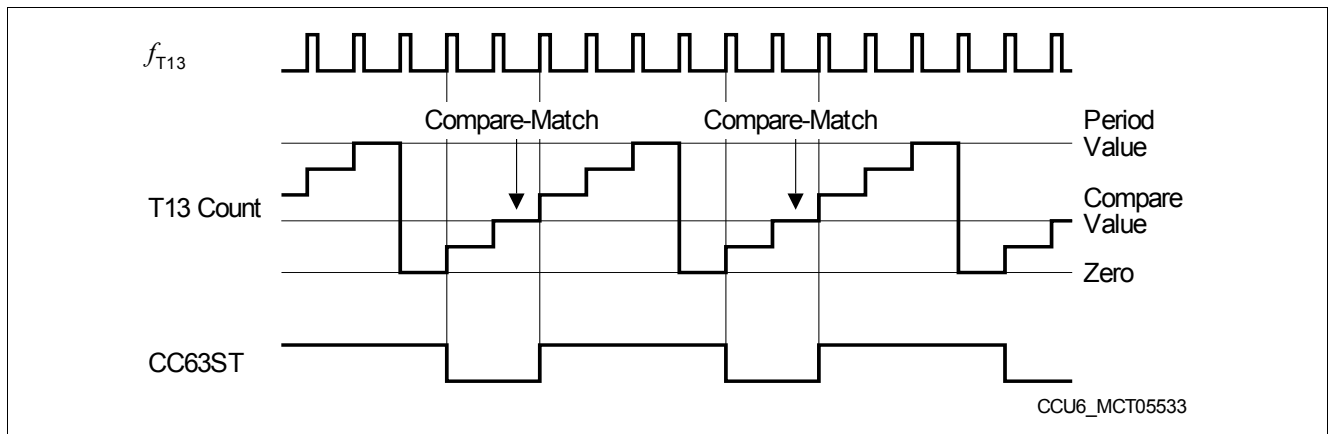 fT13
Compare-Match Compare-Match
Period
Value
T13 Count
Compare
Value
Zero
CC63ST
CCU6_MCT05533